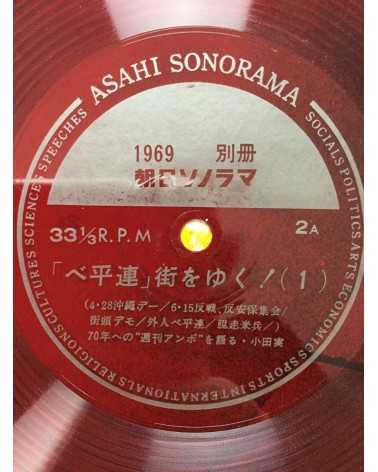 ASAHI SONORAMA
1969 別冊
朝日ソノラマ
33⅓R.P.M
2A
「ベ平連」街をゆく！(1)
(4・28沖縄デー/6・15反戦、反安保集会/
街頭デモ/外人ベ平連/脱走米兵/)
70年への“週刊アンポ”を語る・小田実
SOCIALS POLITICS ARTS ECONOMICS SPORTS INTERNATIONALS RELIGIONS CULTURES SCIENCES SPEECHES